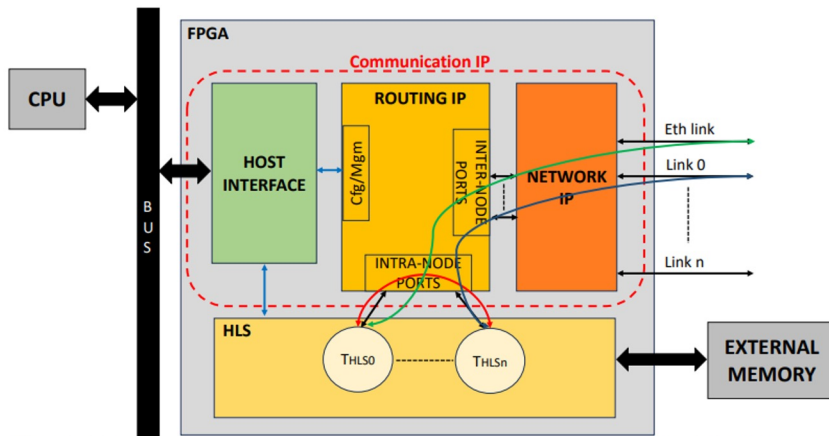 FPGA
Communication IP
CPU
BUS
HOST
INTERFACE
ROUTING IP
Cfg/Mgm
INTER-NODE
PORTS
INTRA-NODE
PORTS
NETWORK
IP
Eth link
Link 0
Link n
HLS
THLS0
THLSn
EXTERNAL
MEMORY